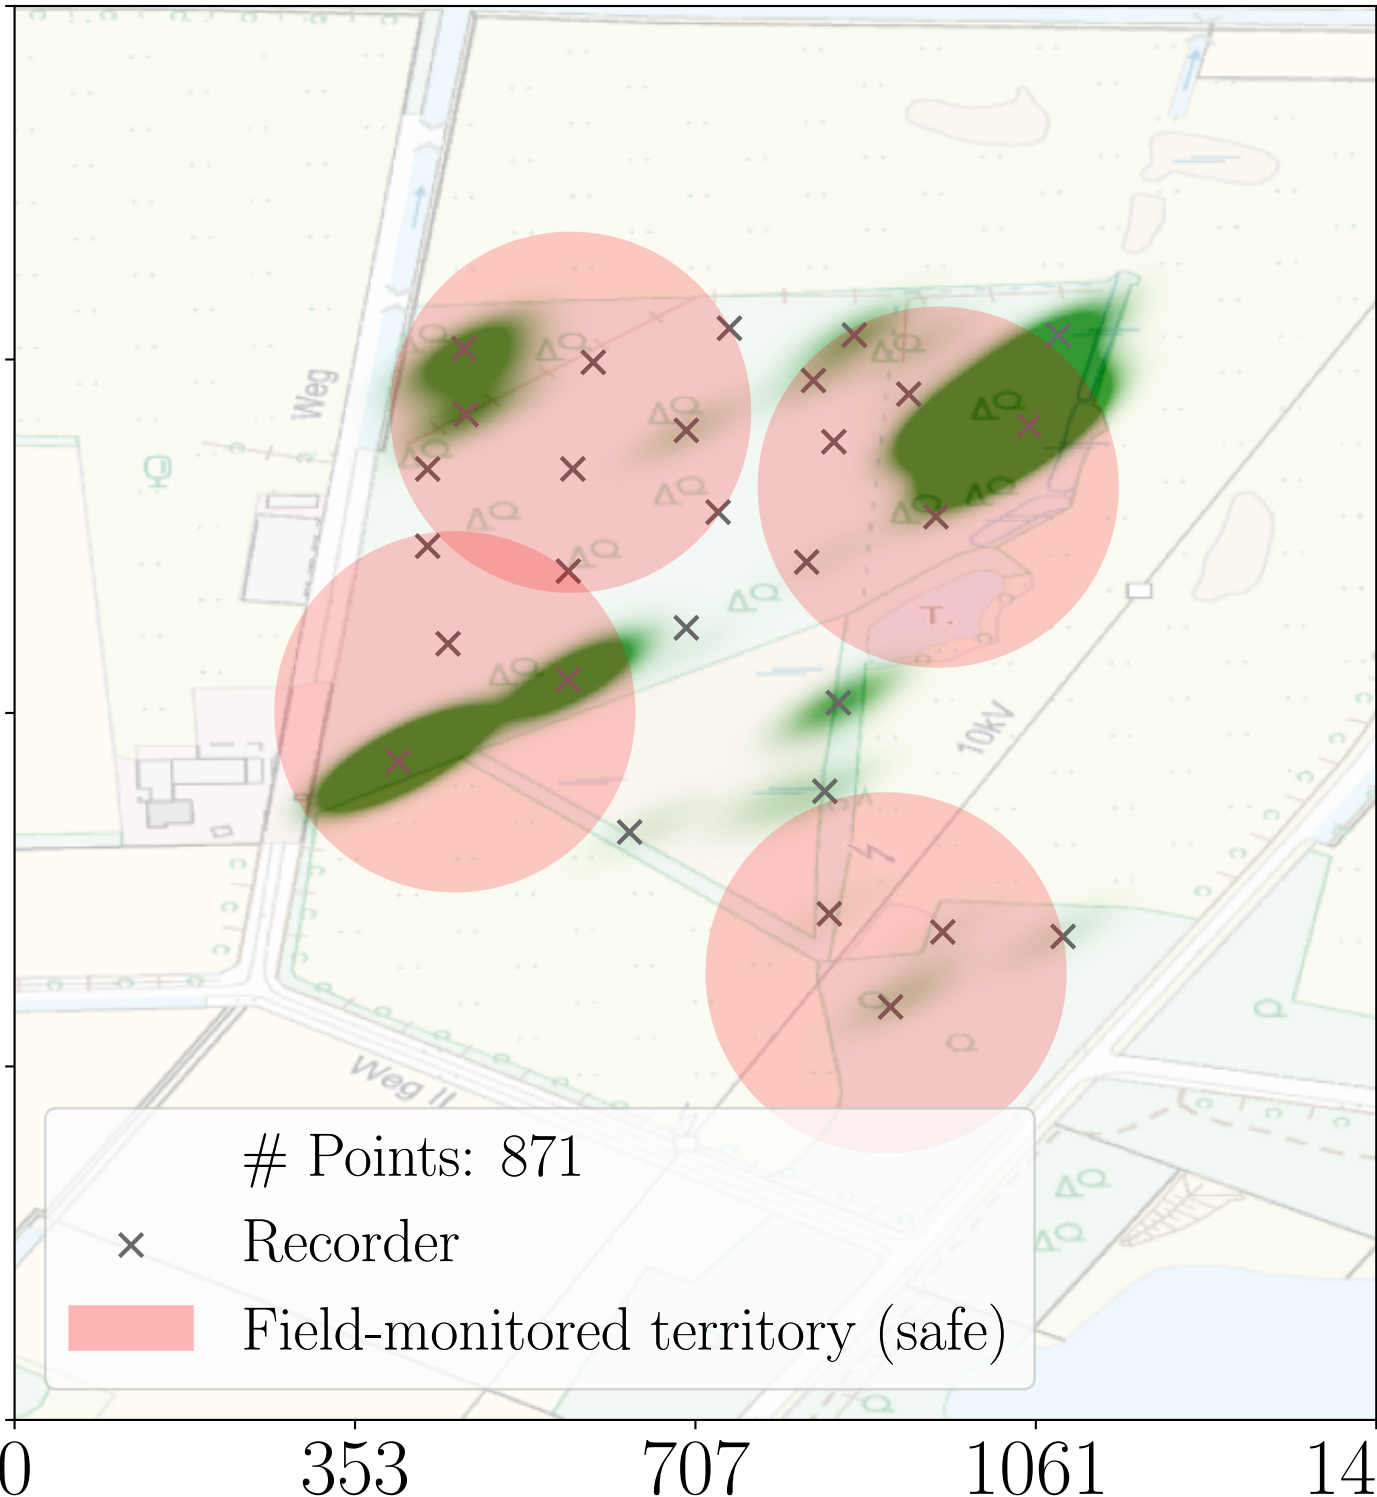 Weg
T.
10kV
Weg II
# Points: 871
Recorder
Field-monitored territory (safe)
0 353 707 1061 14